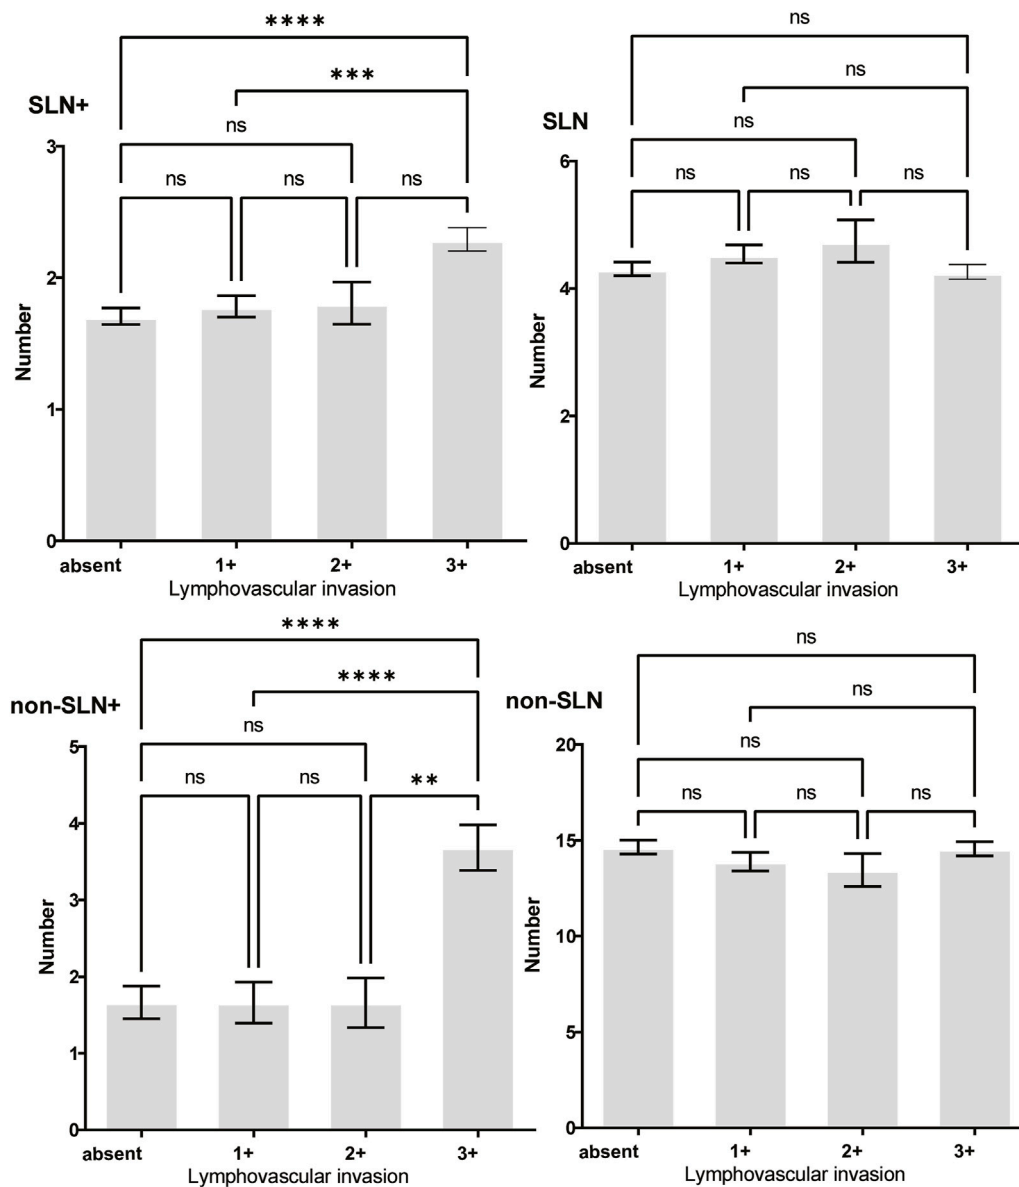 SLN+
****
***
ns
ns
ns
ns
3
2
1
0
Number
absent
1+
2+
3+
Lymphovascular invasion
SLN
ns
ns
ns
ns
ns
ns
6
4
2
0
Number
absent
1+
2+
3+
Lymphovascular invasion
non-SLN+
****
****
ns
ns
ns
**
5
4
3
2
1
0
Number
absent
1+
2+
3+
Lymphovascular invasion
non-SLN
ns
ns
ns
ns
ns
ns
20
15
10
5
0
Number
absent
1+
2+
3+
Lymphovascular invasion